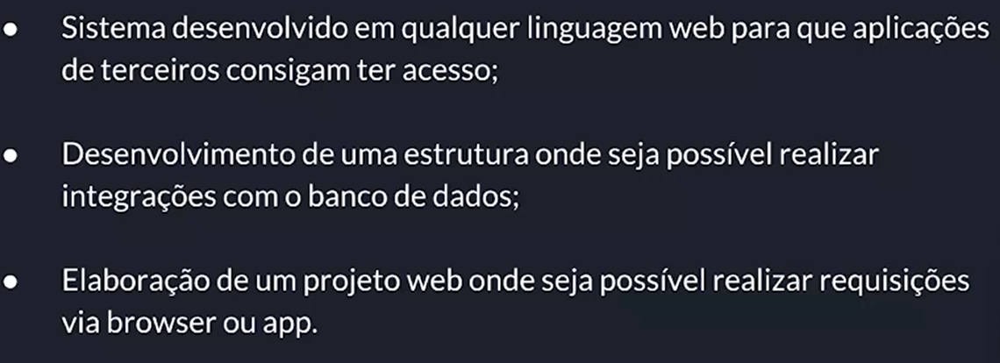 ● Sistema desenvolvido em qualquer linguagem web para que aplicações
de terceiros consigam ter acesso;
● Desenvolvimento de uma estrutura onde seja possível realizar
integrações com o banco de dados;
● Elaboração de um projeto web onde seja possível realizar requisições
via browser ou app.